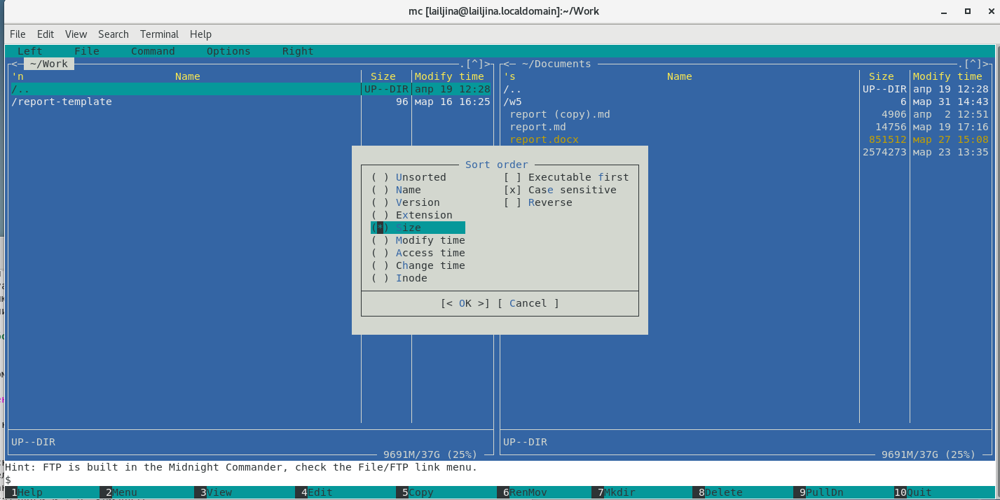 mc [lailjina@lailjina.localdomain]:~/Work
File Edit View Search Terminal Help
Left File Command Options Right
<─ ~/Work .[^]>
<─ ~/Documents .[^]>
'n Name Size Modify time
's Name Size Modify time
/.. UP--DIR апр 19 12:28
/.. UP--DIR апр 19 12:28
/report-template 96 мар 16 16:25
/w5 6 мар 31 14:43
report (copy).md 4906 апр 2 12:51
report.md 14756 мар 19 17:16
report.docx 851512 мар 27 15:08
2574273 мар 23 13:35
Sort order
( ) Unsorted [ ] Executable first
( ) Name [x] Case sensitive
( ) Version [ ] Reverse
( ) Extension
(*) Size
( ) Modify time
( ) Access time
( ) Change time
( ) Inode
[< OK >] [ Cancel ]
UP--DIR
UP--DIR
9691M/37G (25%)
9691M/37G (25%)
Hint: FTP is built in the Midnight Commander, check the File/FTP link menu.
$
1Help 2Menu 3View 4Edit 5Copy 6RenMov 7Mkdir 8Delete 9PullDn 10Quit